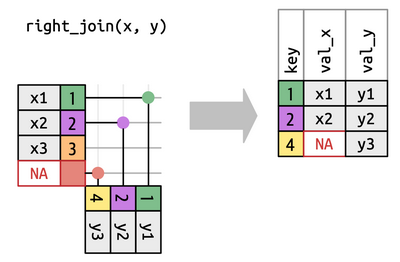 right_join(x, y)
key val_x val_y
x1 1
x2 2
x3 3
NA
4 2 1
y3 y2 y1
1 x1 y1
2 x2 y2
4 NA y3